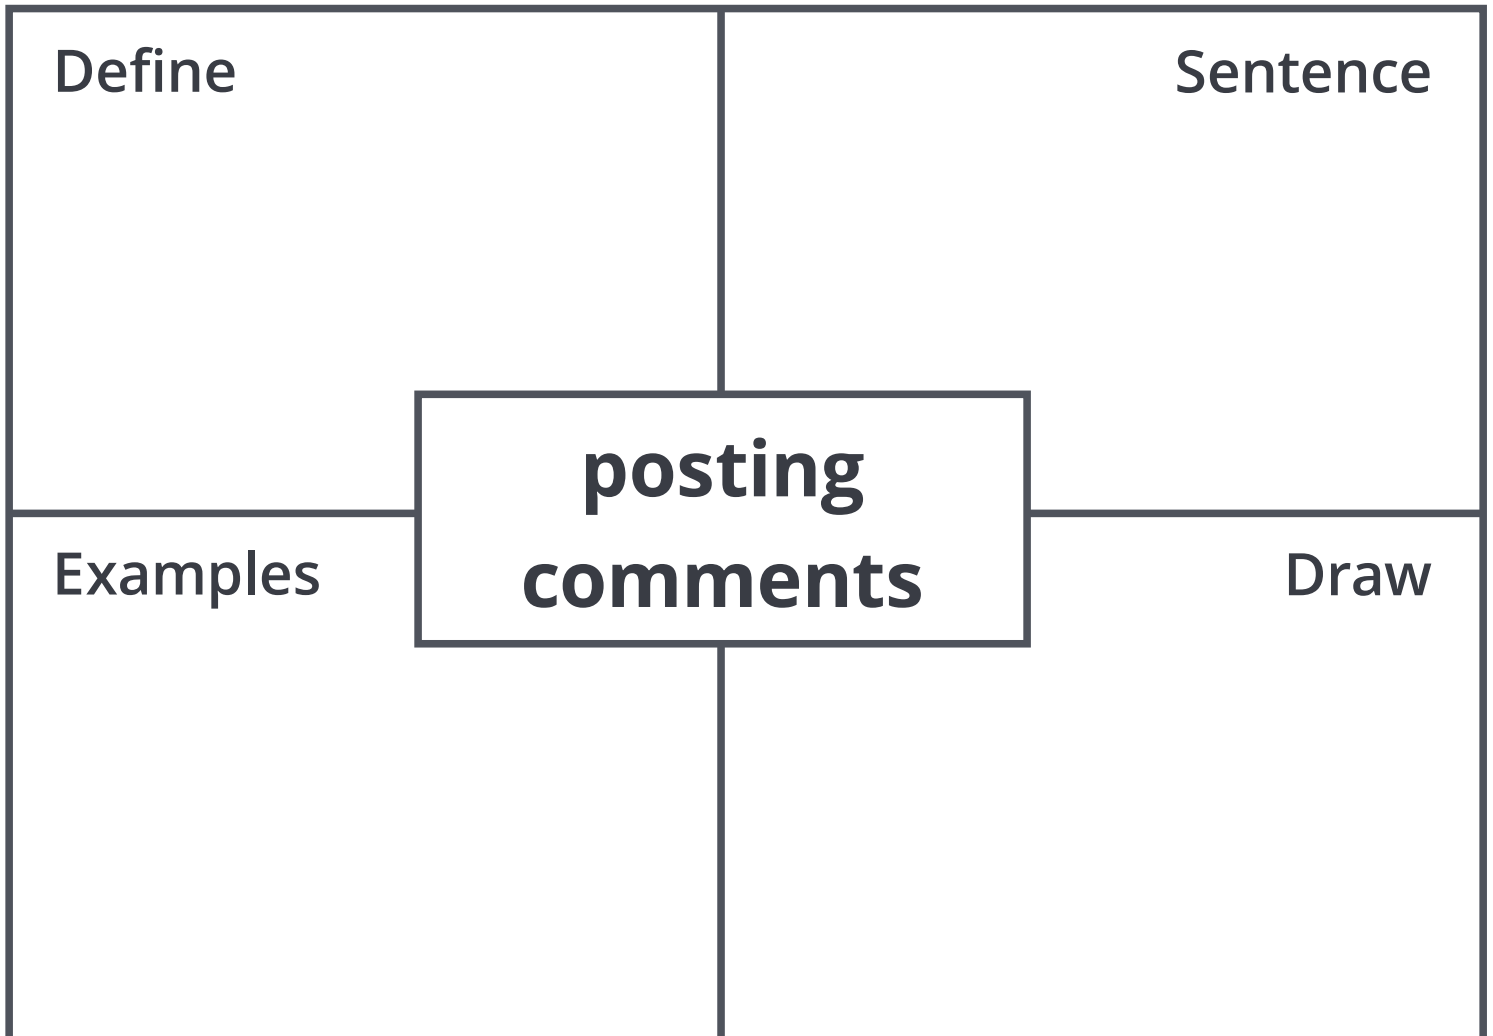 Define
Sentence
posting
comments
Examples
Draw